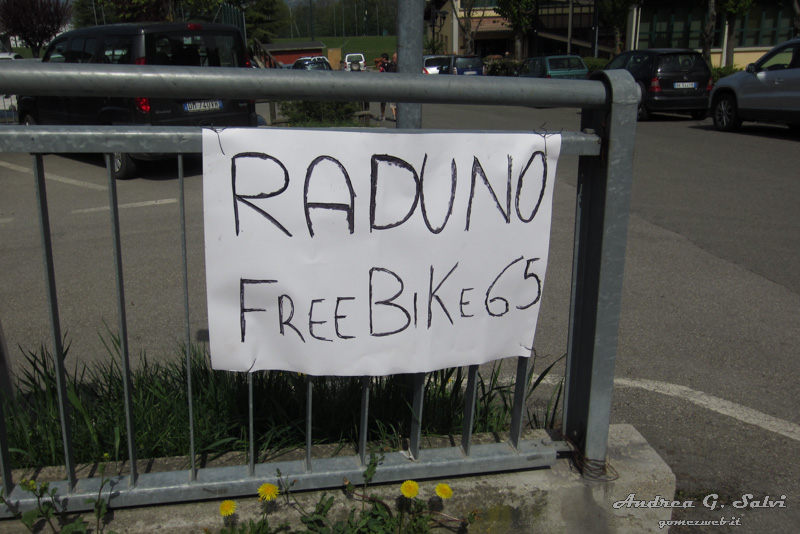 RADUNO
FREEBIKE65
Andrea G. Salvi
gomezweb.it